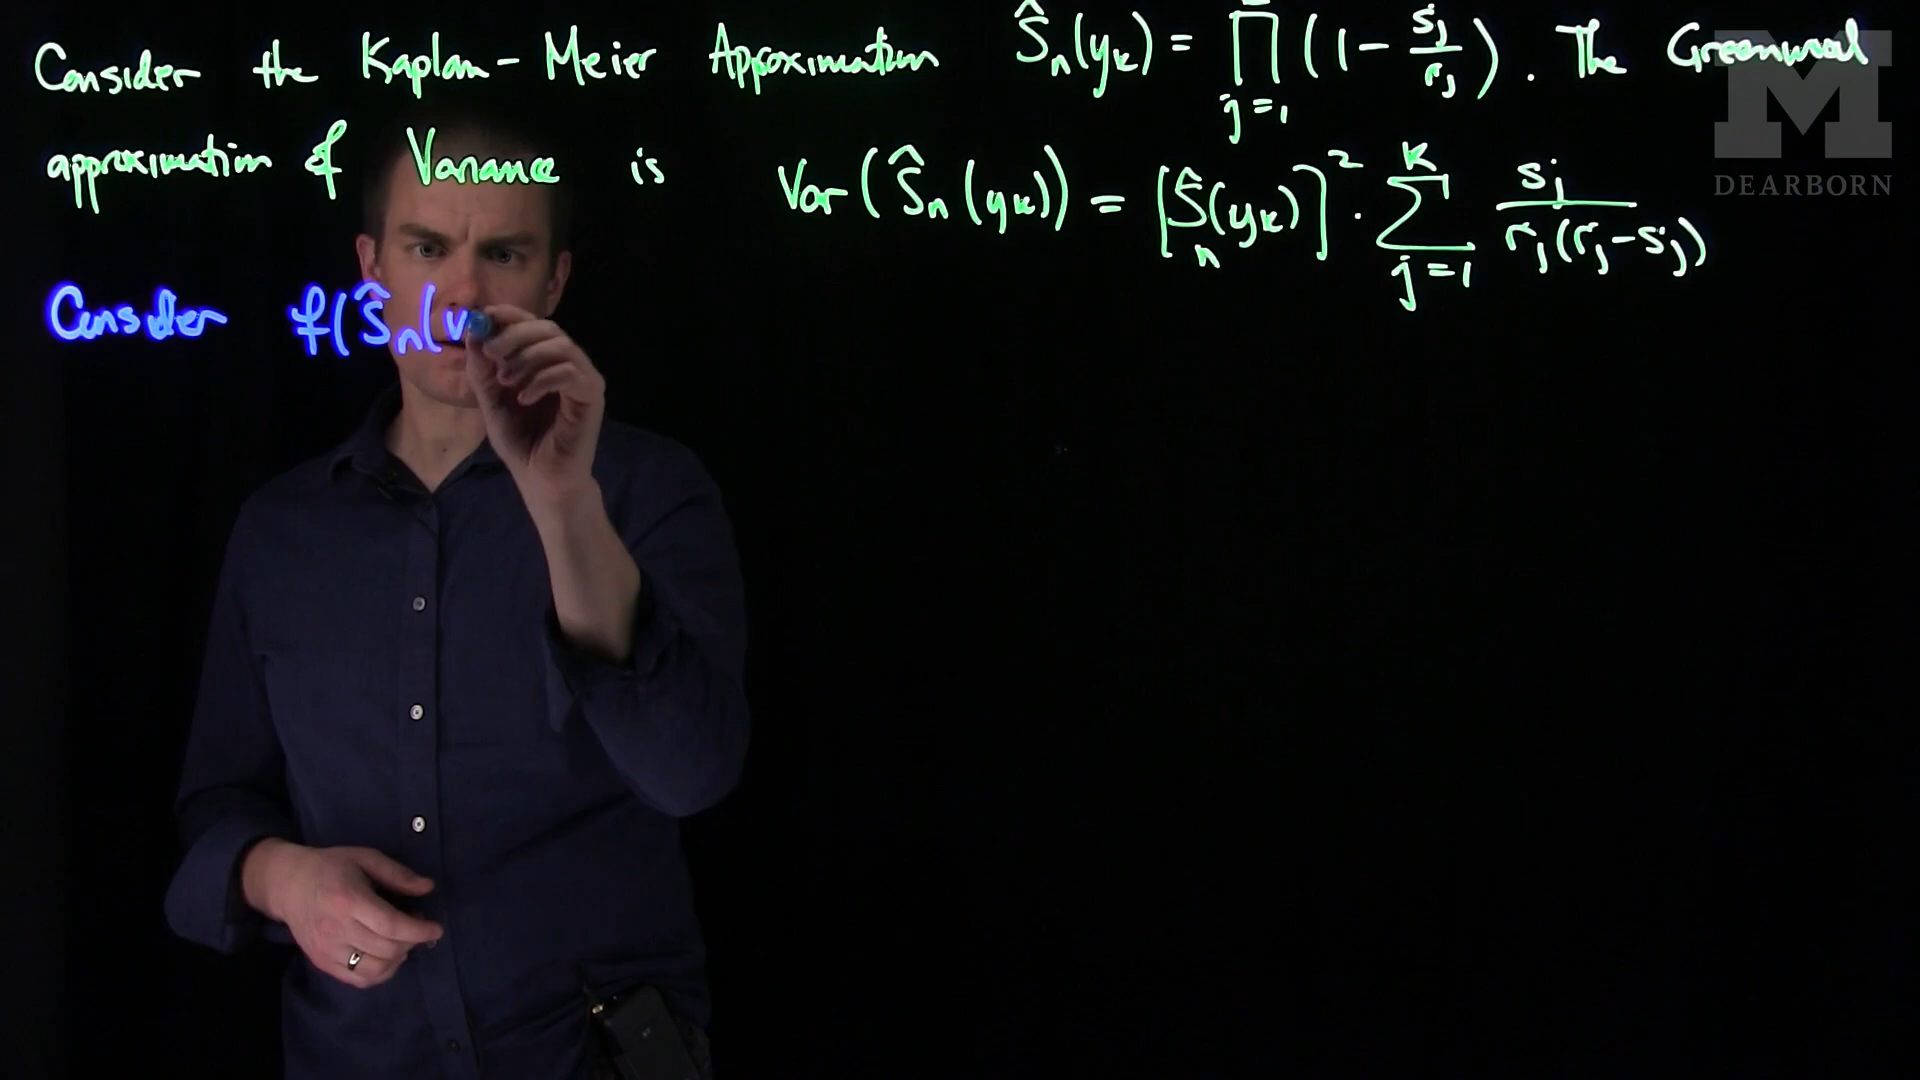 Consider the Kaplan-Meier Approximation Ŝn(yk) = ∏ j=1 (1 - sj/rj). The Greenwood
approximation of Variance is Var(Ŝn(yk)) = [Ŝn(yk)]² · ∑ j=1 k sj/rj(rj-sj)
Consider f(Ŝn(y
M
DEARBORN